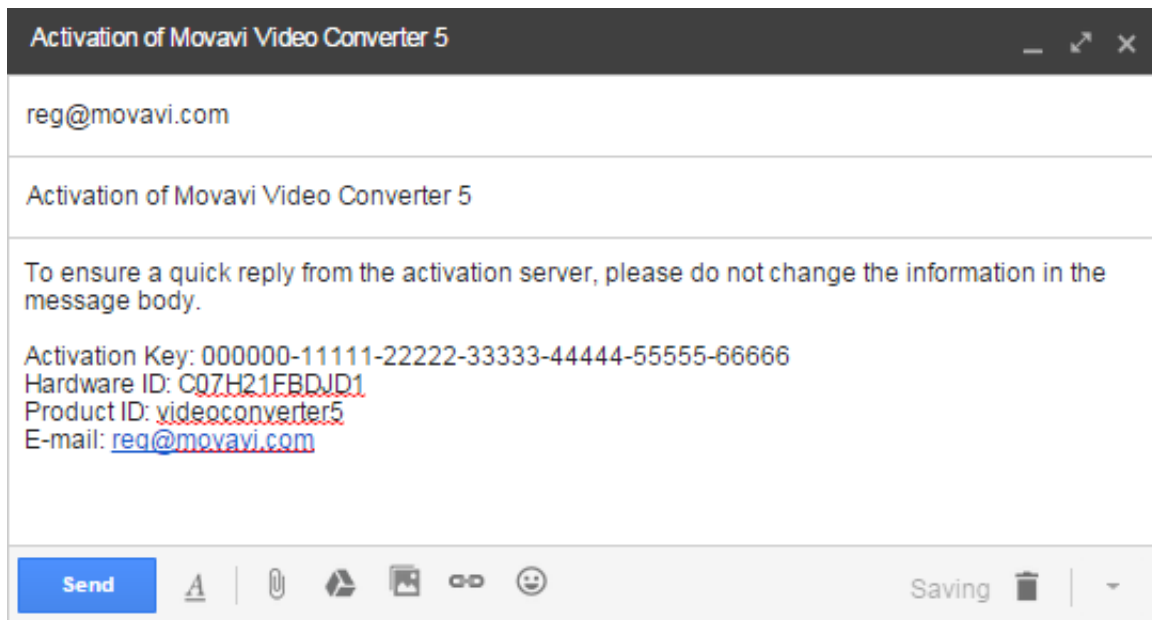 Activation of Movavi Video Converter 5
reg@movavi.com
Activation of Movavi Video Converter 5
To ensure a quick reply from the activation server, please do not change the information in the
message body.
Activation Key: 000000-11111-22222-33333-44444-55555-66666
Hardware ID: C07H21FBDJD1
Product ID: videoconverter5
E-mail: reg@movavi.com
Send A Saving